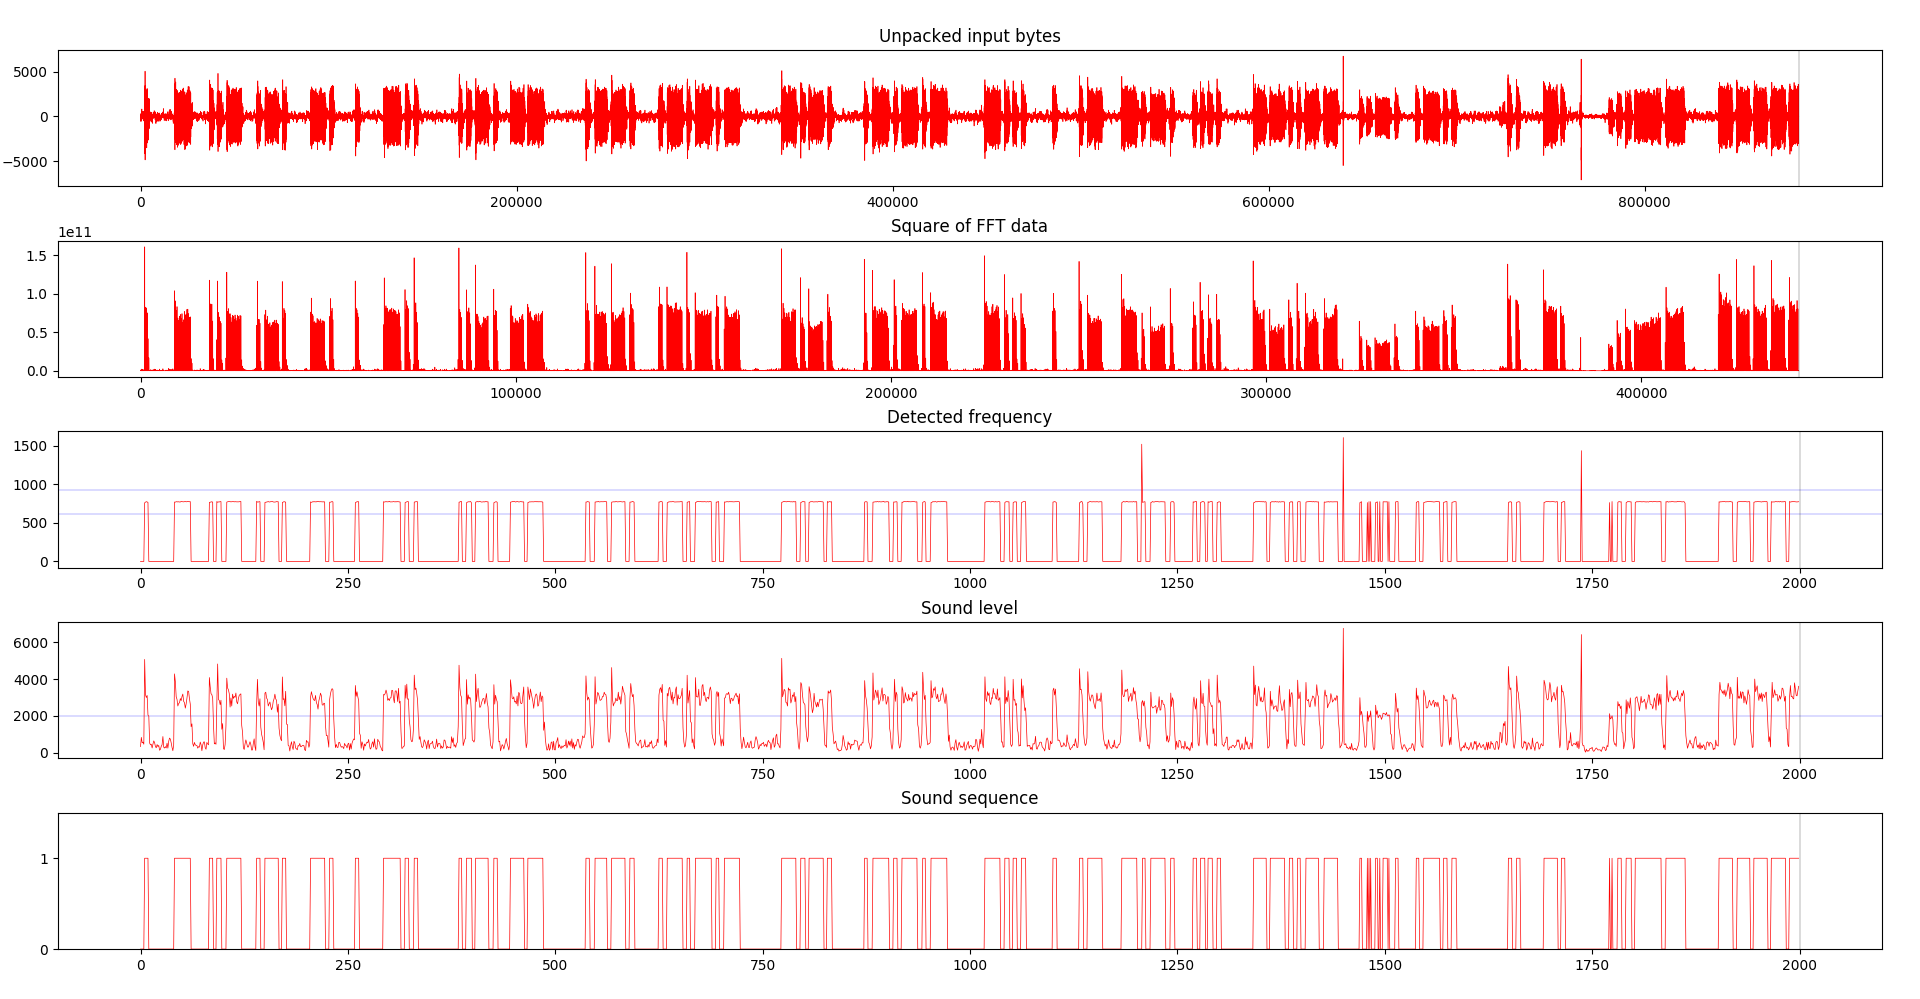 Unpacked input bytes
5000
0
−5000
0 200000 400000 600000 800000
Square of FFT data
1e11
1.5
1.0
0.5
0.0
0 100000 200000 300000 400000
Detected frequency
1500
1000
500
0
0 250 500 750 1000 1250 1500 1750 2000
Sound level
6000
4000
2000
0
0 250 500 750 1000 1250 1500 1750 2000
Sound sequence
1
0
0 250 500 750 1000 1250 1500 1750 2000